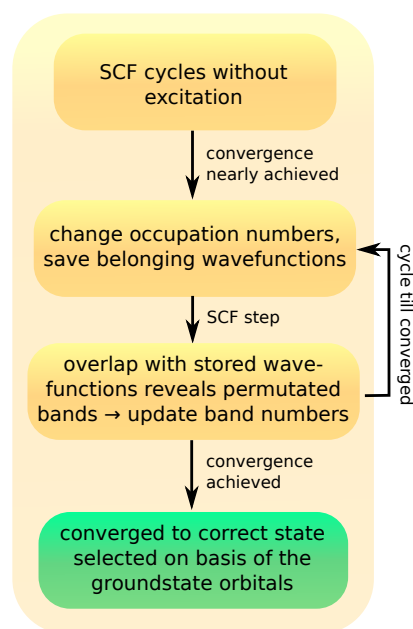 SCF cycles without
excitation
convergence
nearly achieved
change occupation numbers,
save belonging wavefunctions
SCF step
cycle till converged
overlap with stored wave-
functions reveals permutated
bands → update band numbers
convergence
achieved
converged to correct state
selected on basis of the
groundstate orbitals